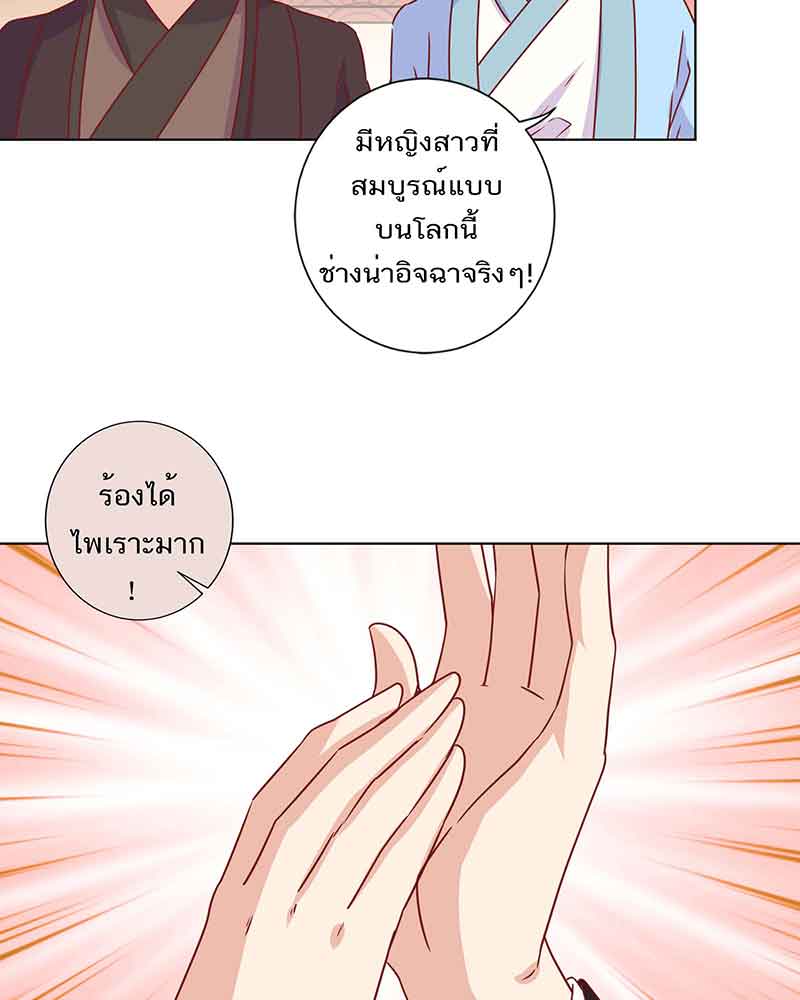 มีหญิงสาวที่
สมบูรณ์แบบ
บนโลกนี้
ช่างน่าอิจฉาจริงๆ!
ร้องได้
ไพเราะมาก
!